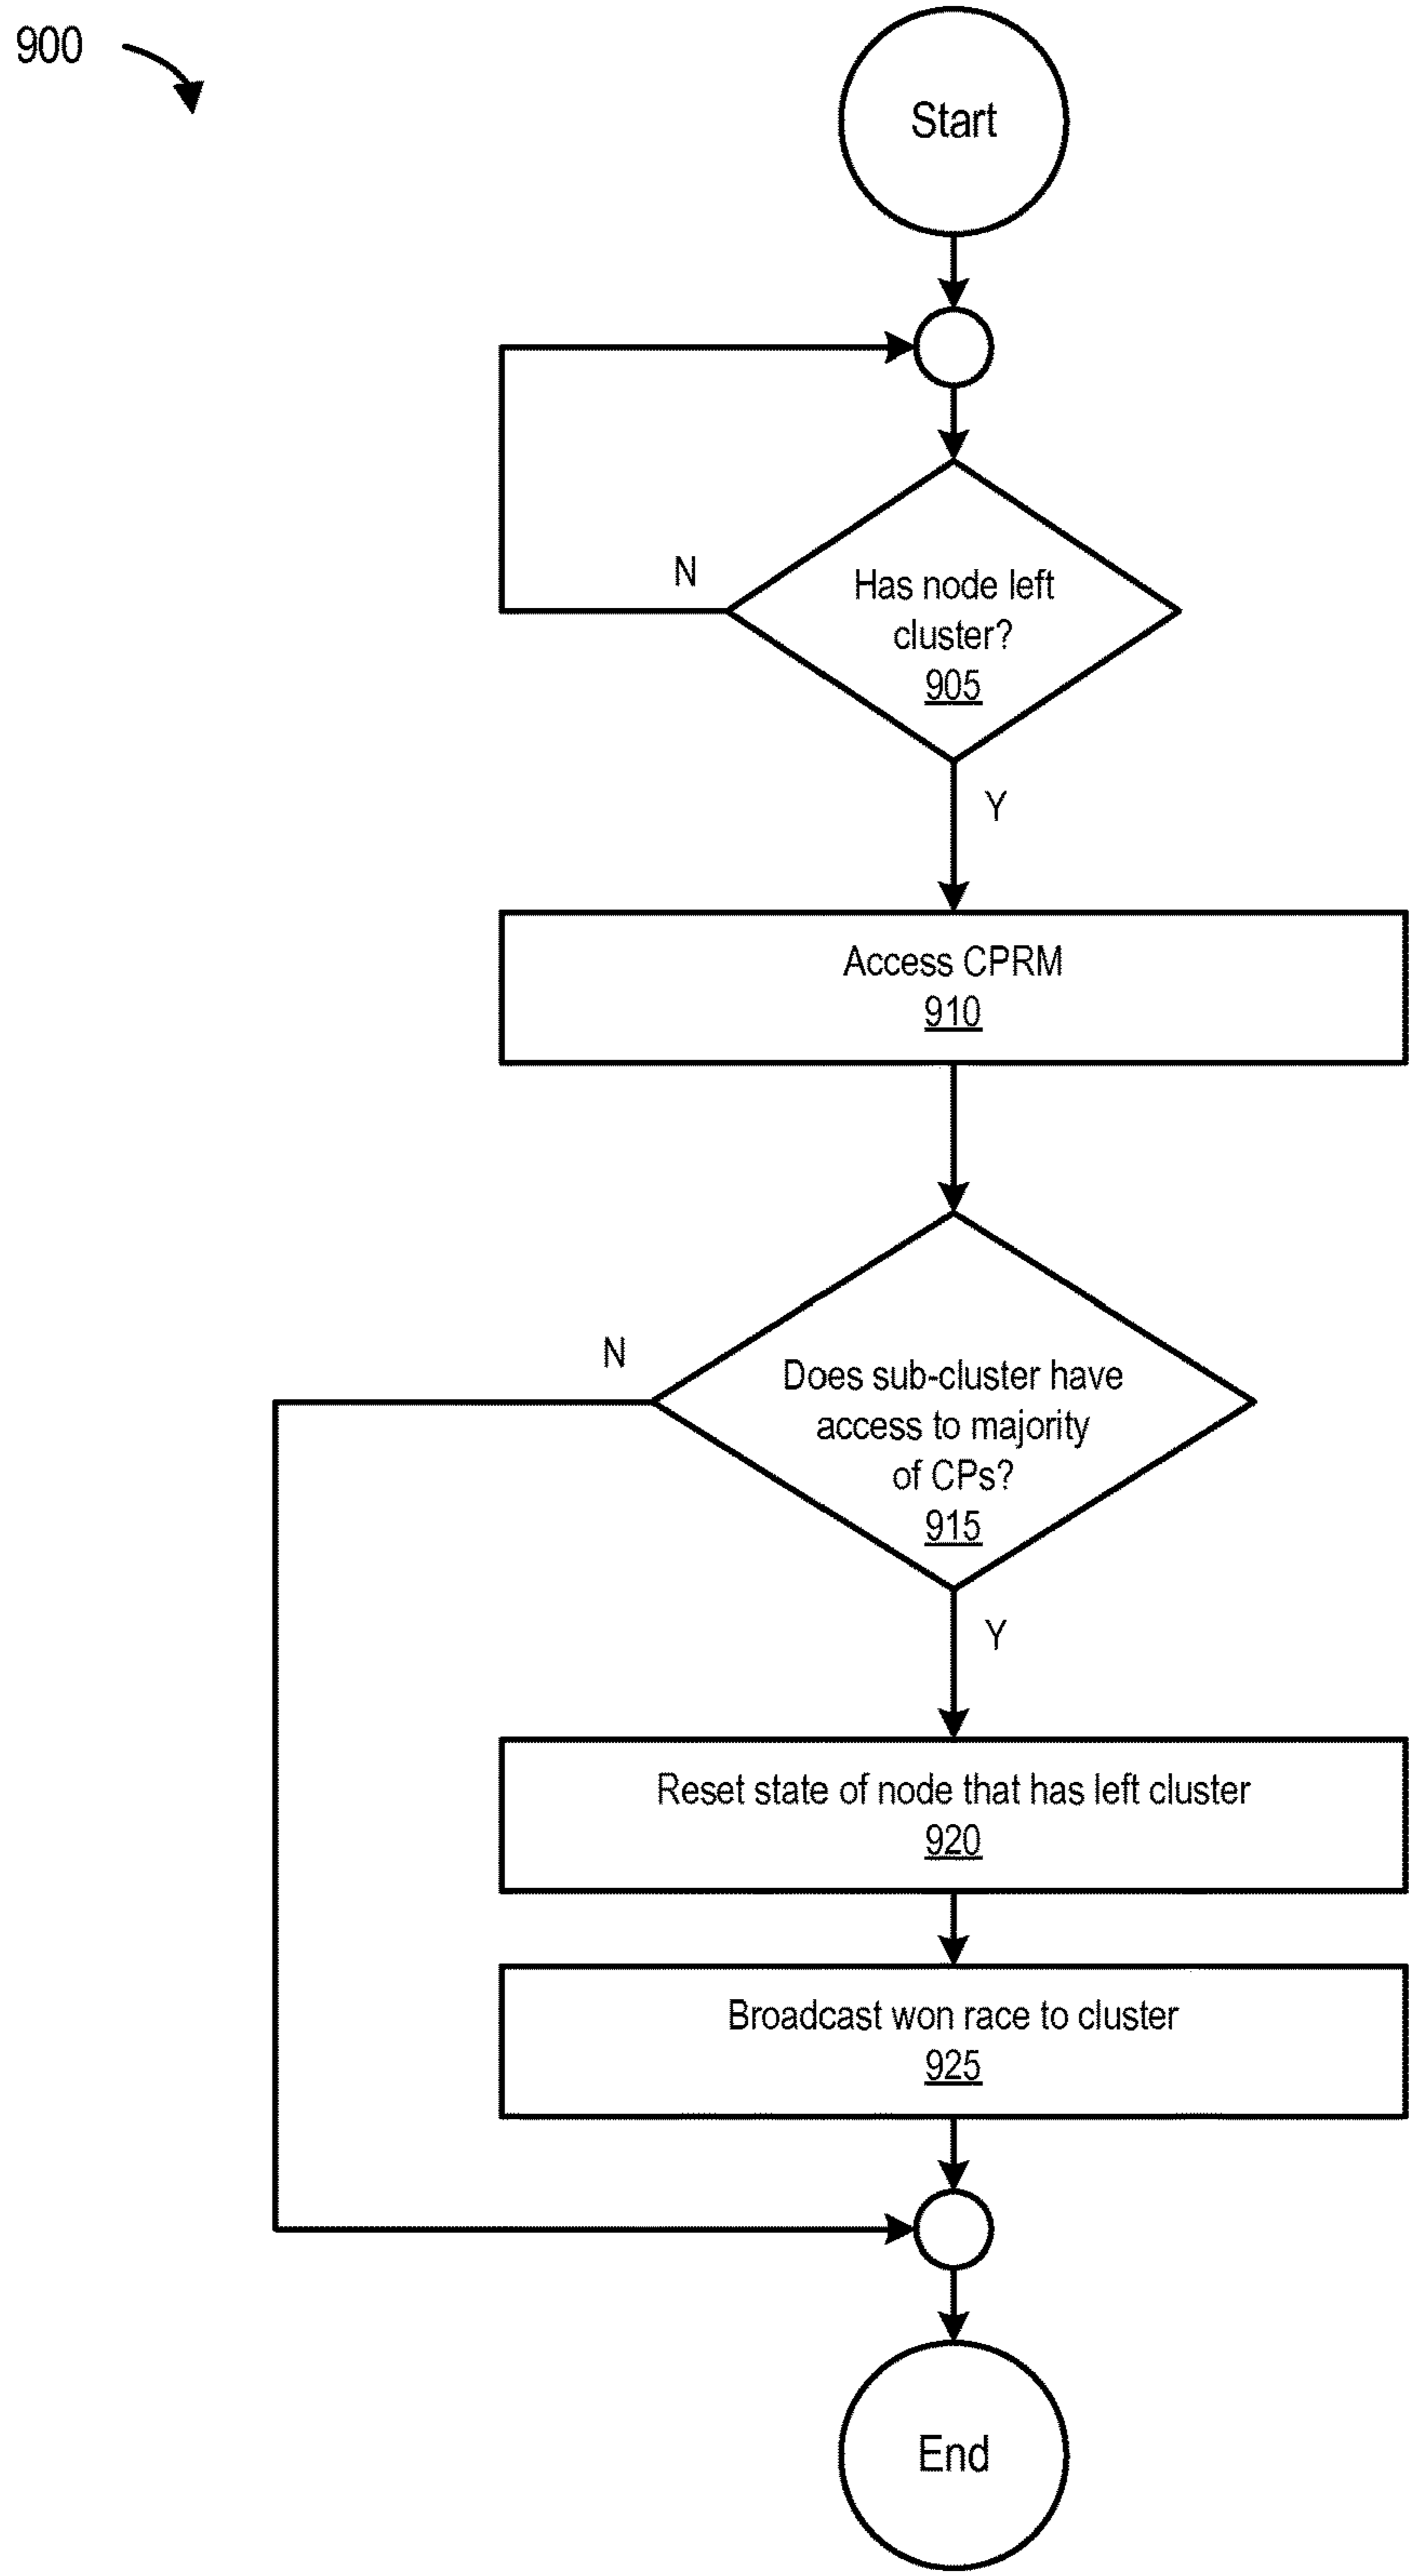 900
Start
N
Has node left
cluster?
905
Y
Access CPRM
910
N
Does sub-cluster have
access to majority
of CPs?
915
Y
Reset state of node that has left cluster
920
Broadcast won race to cluster
925
End